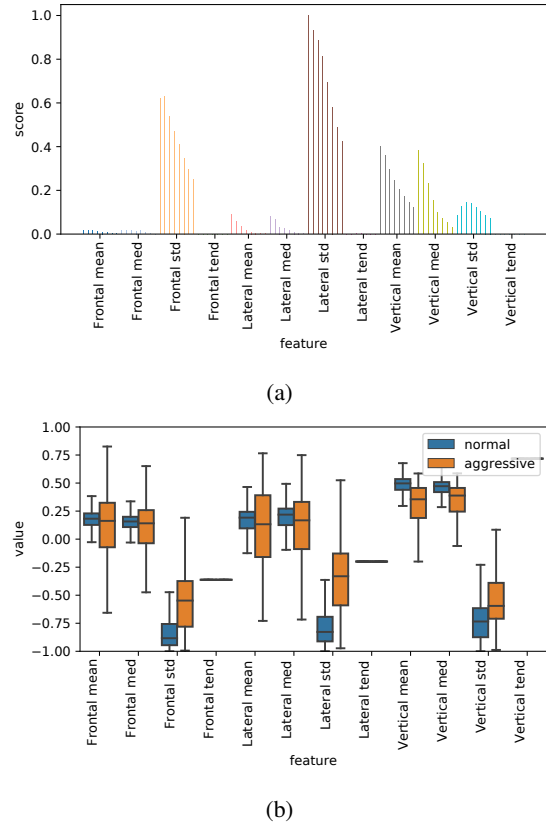 1.0
0.8
0.6
0.4
0.2
0.0
score
Frontal mean
Frontal med
Frontal std
Frontal tend
Lateral mean
Lateral med
Lateral std
Lateral tend
Vertical mean
Vertical med
Vertical std
Vertical tend
feature
(a)
1.00
0.75
0.50
0.25
0.00
−0.25
−0.50
−0.75
−1.00
value
normal
aggressive
Frontal mean
Frontal med
Frontal std
Frontal tend
Lateral mean
Lateral med
Lateral std
Lateral tend
Vertical mean
Vertical med
Vertical std
Vertical tend
feature
(b)